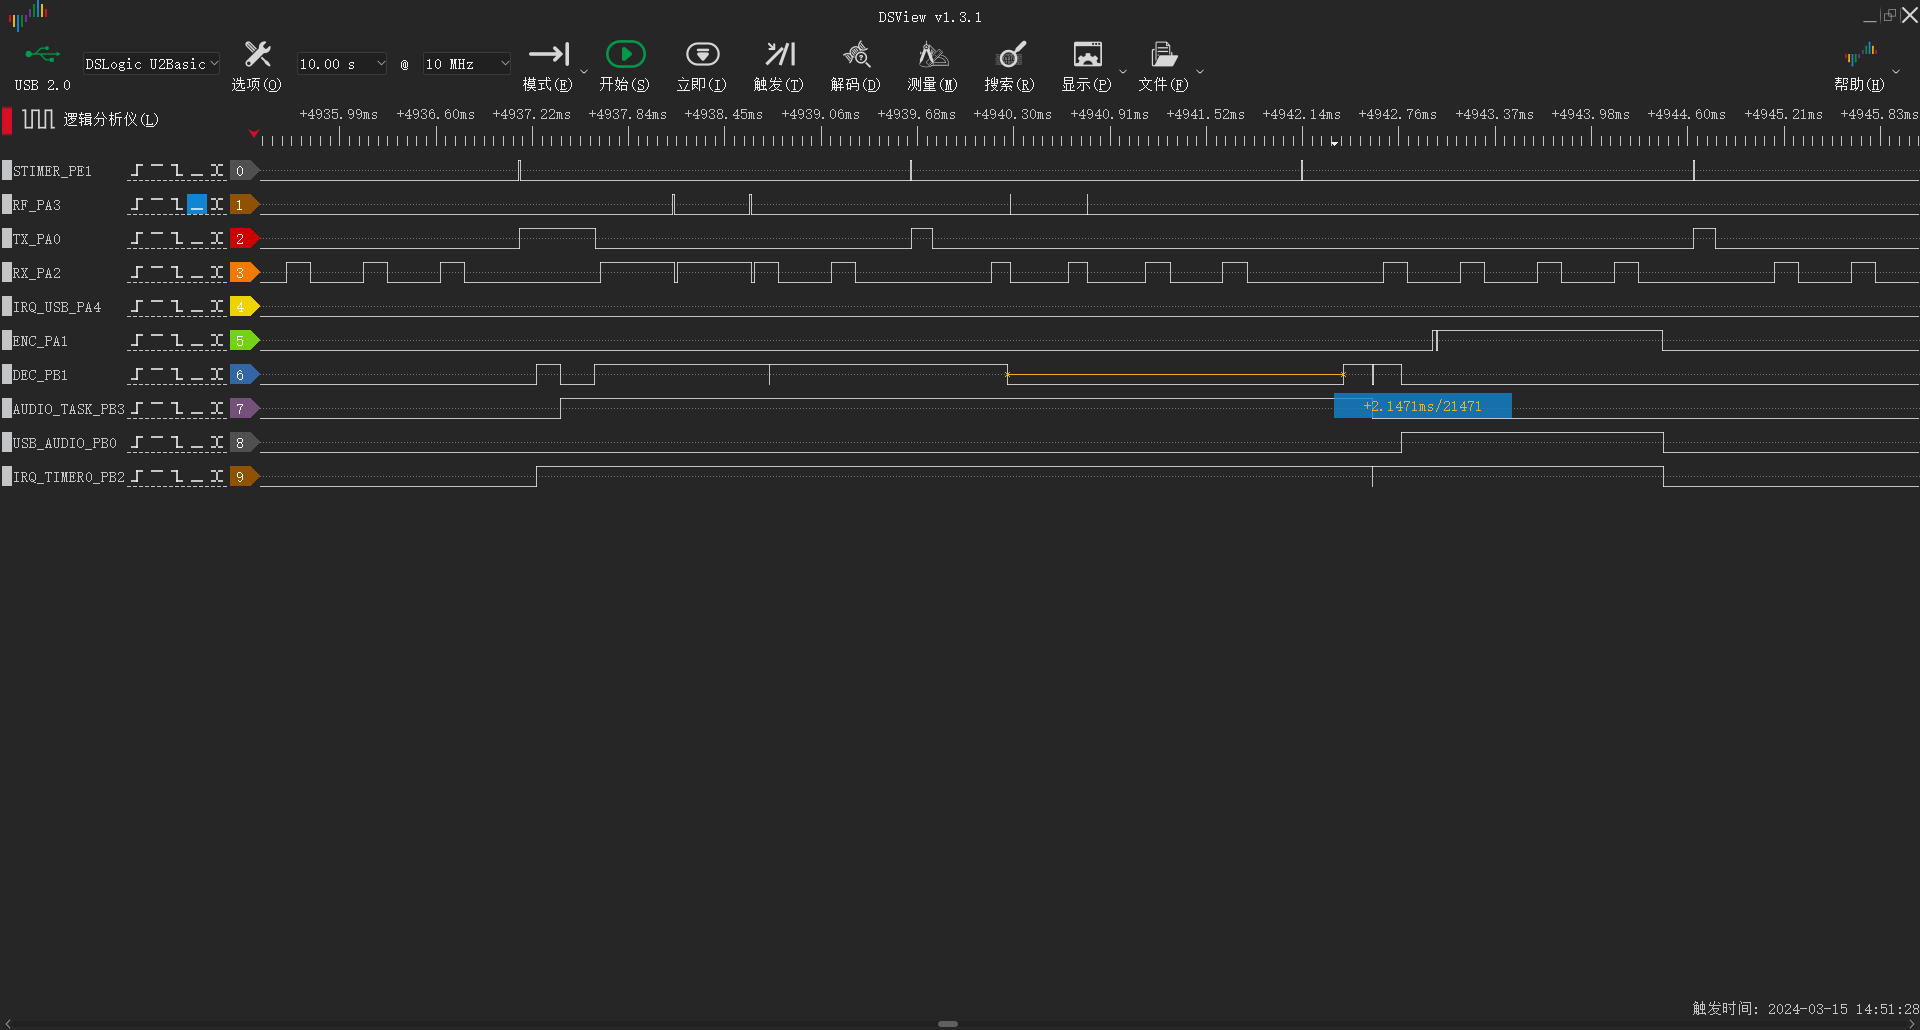 DSView v1.3.1
USB 2.0
DSLogic U2Basic
选项(O)
10.00 s @ 10 MHz
模式(E) 开始(S) 立即(I) 触发(T) 解码(D) 测量(M) 搜索(R) 显示(P) 文件(F) 帮助(H)
逻辑分析仪(L)
+4935.99ms +4936.60ms +4937.22ms +4937.84ms +4938.45ms +4939.06ms +4939.68ms +4940.30ms +4940.91ms +4941.52ms +4942.14ms +4942.76ms +4943.37ms +4943.98ms +4944.60ms +4945.21ms +4945.83ms
STIMER_PE1 0
RF_PA3 1
TX_PA0 2
RX_PA2 3
IRQ_USB_PA4 4
ENC_PA1 5
DEC_PB1 6
AUDIO_TASK_PB3 7
+2.1471ms/21471
USB_AUDIO_PB0 8
IRQ_TIMER0_PB2 9
触发时间: 2024-03-15 14:51:28